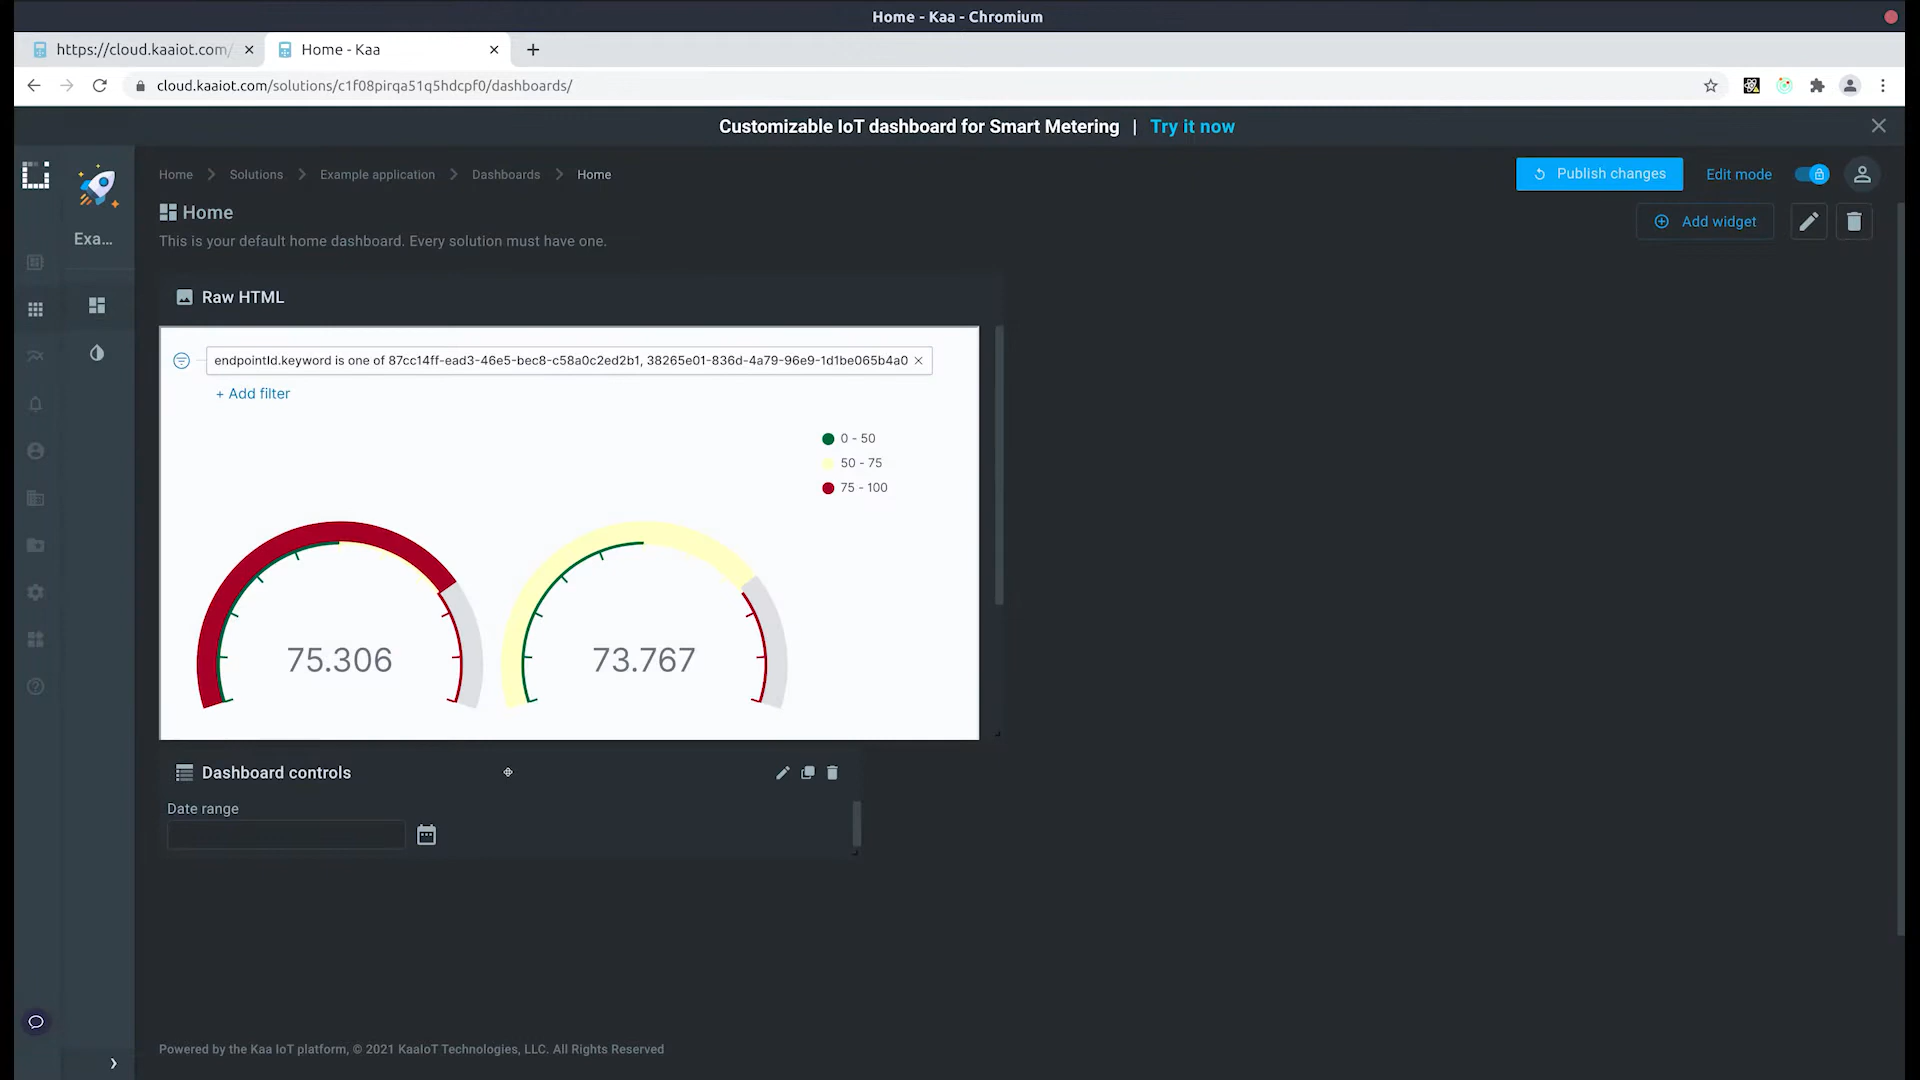 Home - Kaa - Chromium
https://cloud.kaaiot.com/
Home - Kaa
cloud.kaaiot.com/solutions/c1f08pirqa51q5hdcpf0/dashboards/
Customizable IoT dashboard for Smart Metering | Try it now
Home
Solutions
Example application
Dashboards
Home
Publish changes
Edit mode
Exa...
Home
Add widget
This is your default home dashboard. Every solution must have one.
Raw HTML
endpointId.keyword is one of 87cc14ff-ead3-46e5-bec8-c58a0c2ed2b1, 38265e01-836d-4a79-96e9-1d1be065b4a0
+ Add filter
0 - 50
50 - 75
75 - 100
75.306
73.767
Dashboard controls
Date range
Powered by the Kaa IoT platform, © 2021 KaaIoT Technologies, LLC. All Rights Reserved